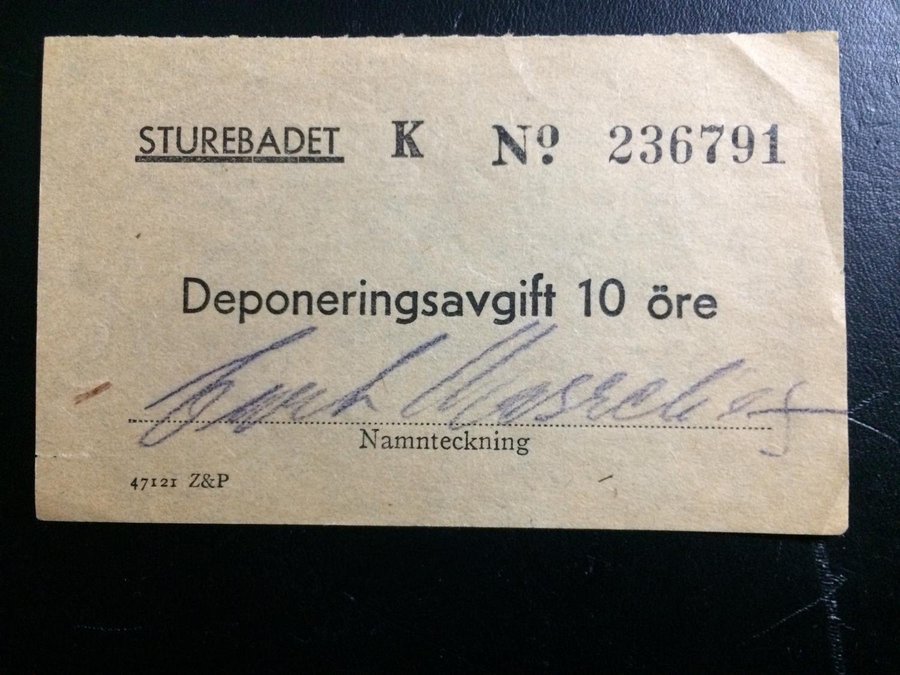 STUREBADET K Nº 236791
Deponeringsavgift 10 öre
Namnteckning
47121 Z&P